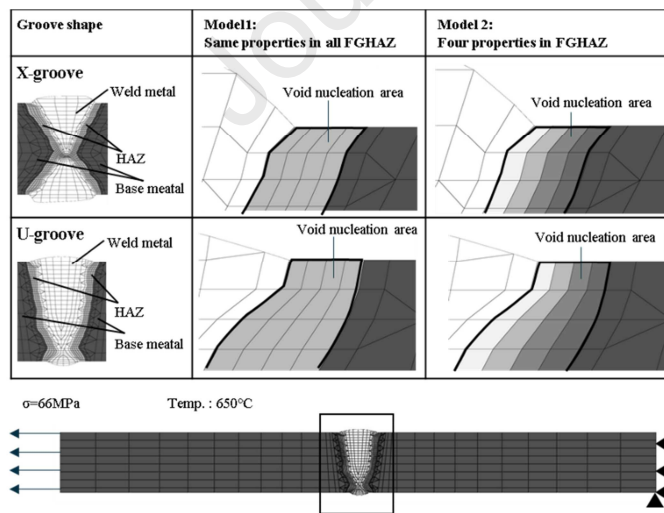 Jou
Groove shape
Model1:
Same properties in all FGHAZ
Model 2:
Four properties in FGHAZ
X-groove
Weld metal
HAZ
Base meatal
Void nucleation area
Void nucleation area
U-groove
Weld metal
HAZ
Base meatal
Void nucleation area
Void nucleation area
σ=66MPa
Temp. : 650℃